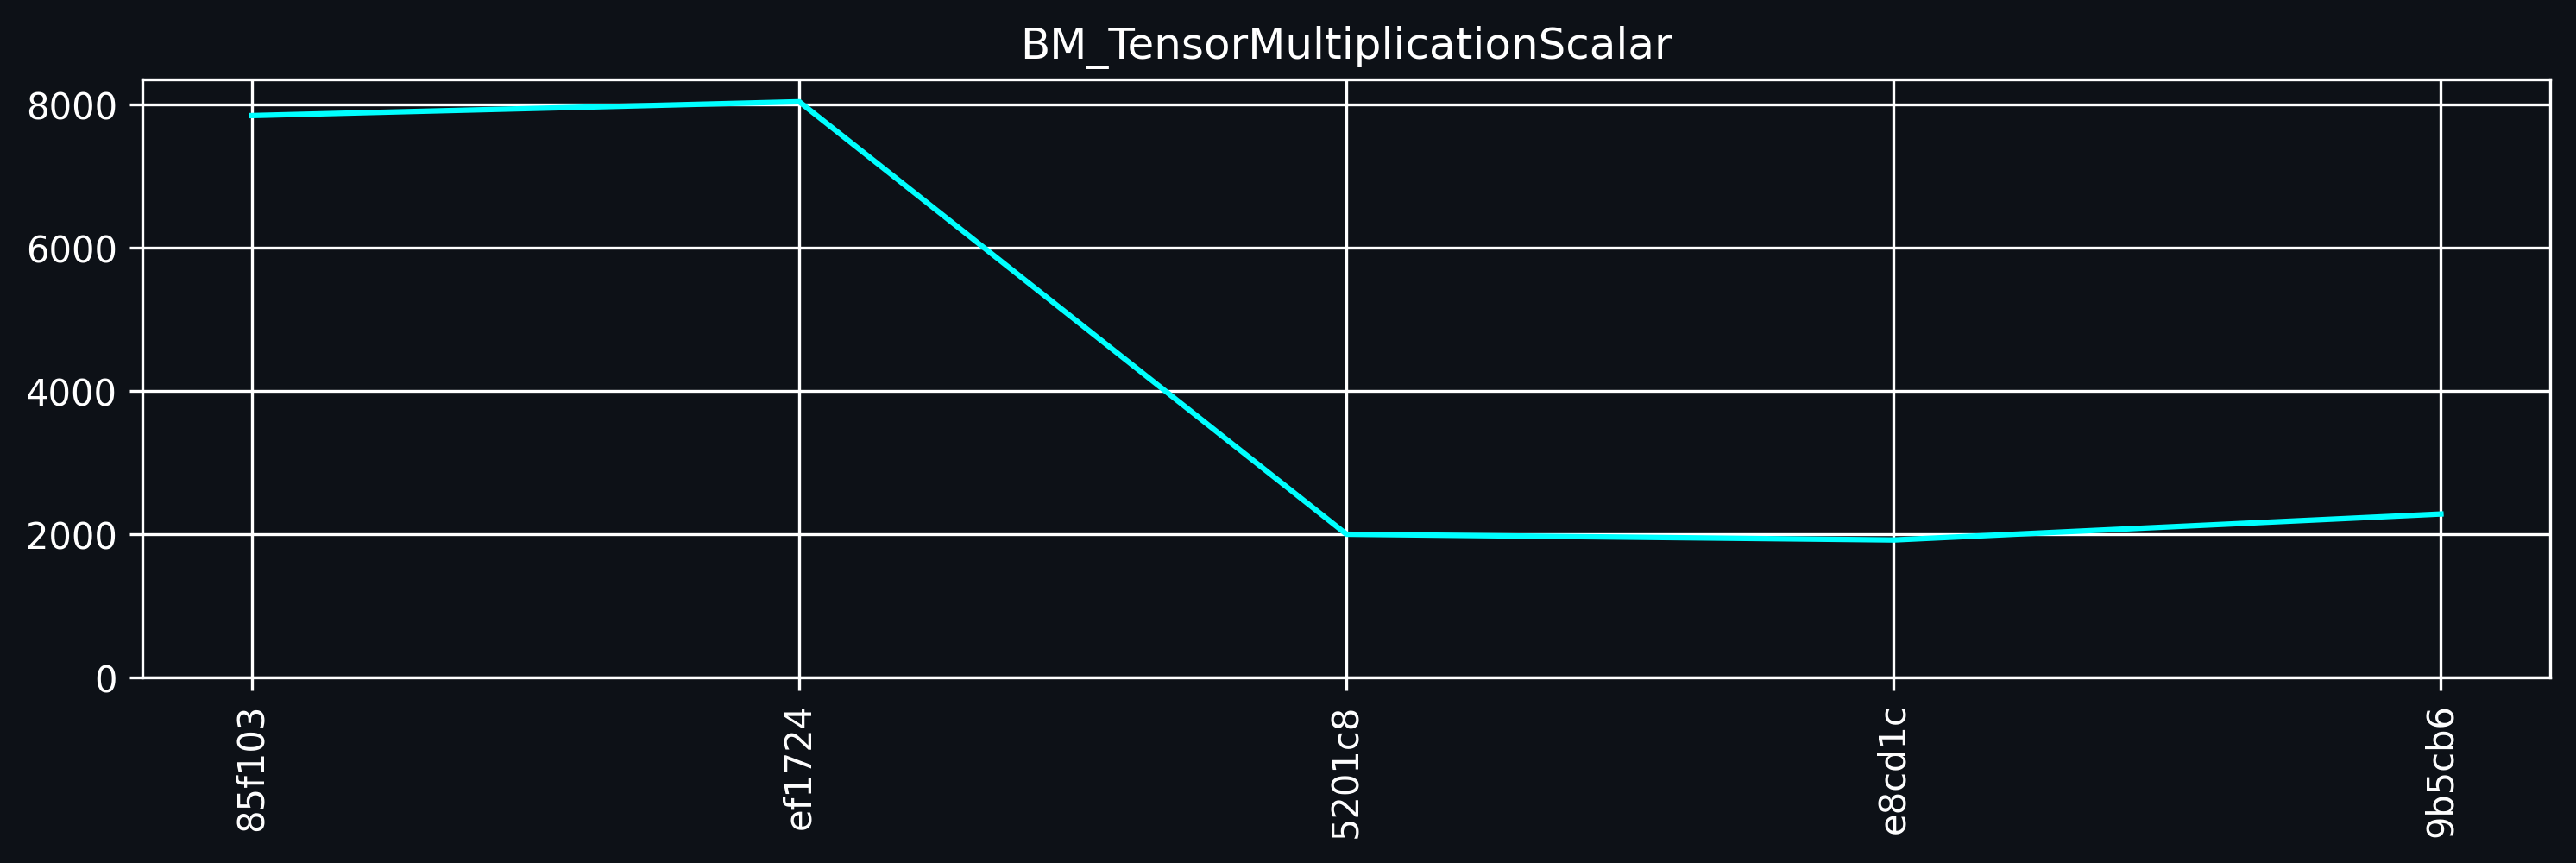 BM_TensorMultiplicationScalar
8000
6000
4000
2000
0
85f103
ef1724
5201c8
e8cd1c
9b5cb6